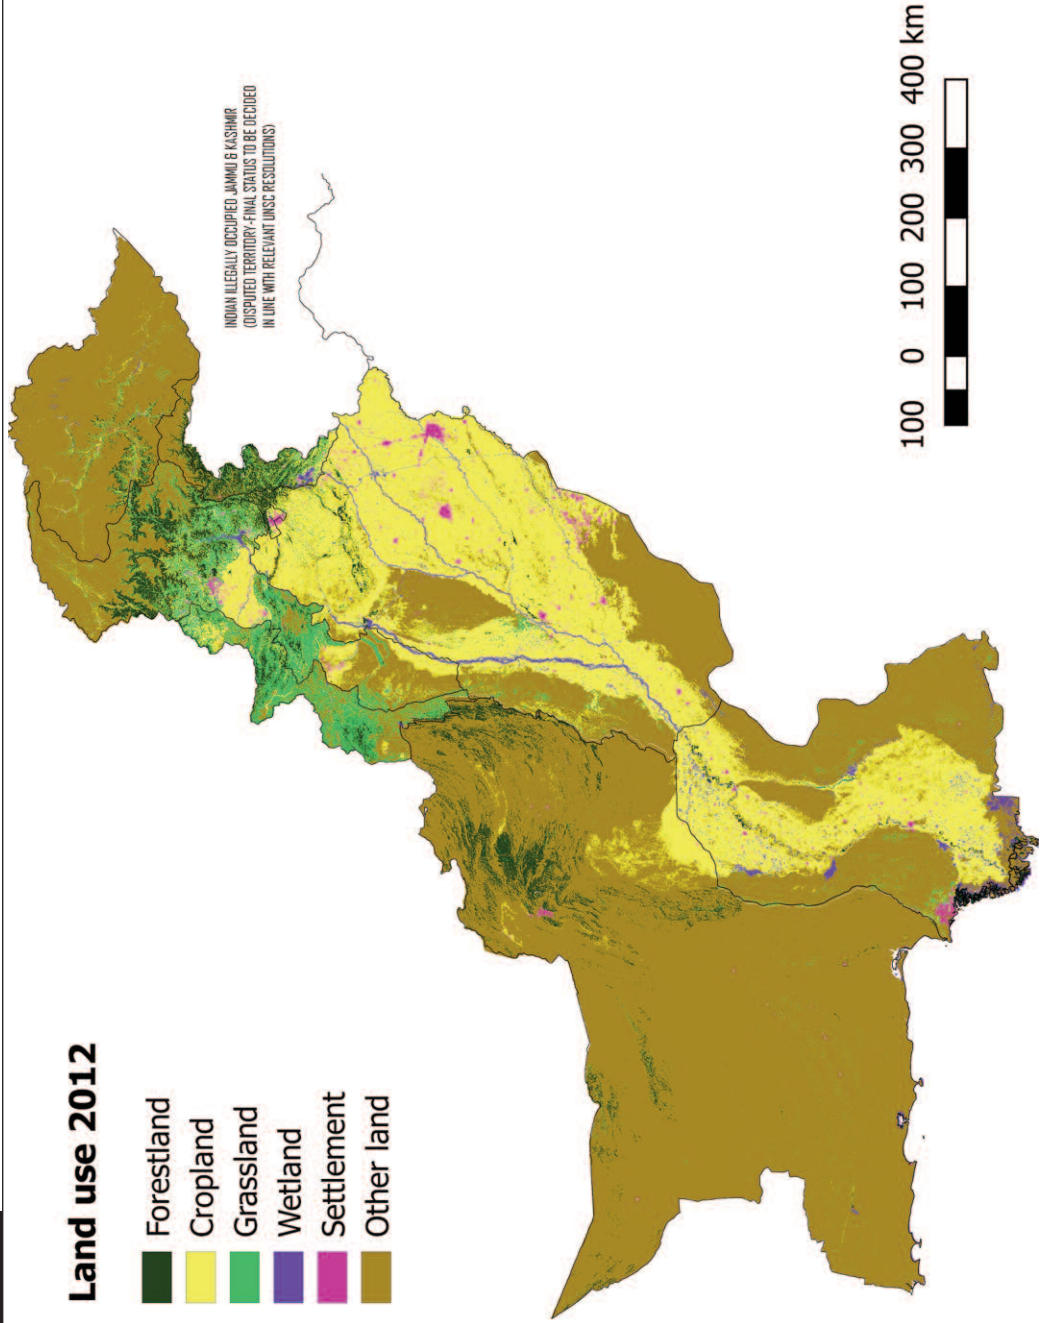 Land use 2012
Forestland
Cropland
Grassland
Wetland
Settlement
Other land
INDIAN ILLEGALLY OCCUPIED JAMMU & KASHMIR
(DISPUTED TERRITORY-FINAL STATUS TO BE DECIDED
IN LINE WITH RELEVANT UNSC RESOLUTIONS)
100 0 100 200 300 400 km